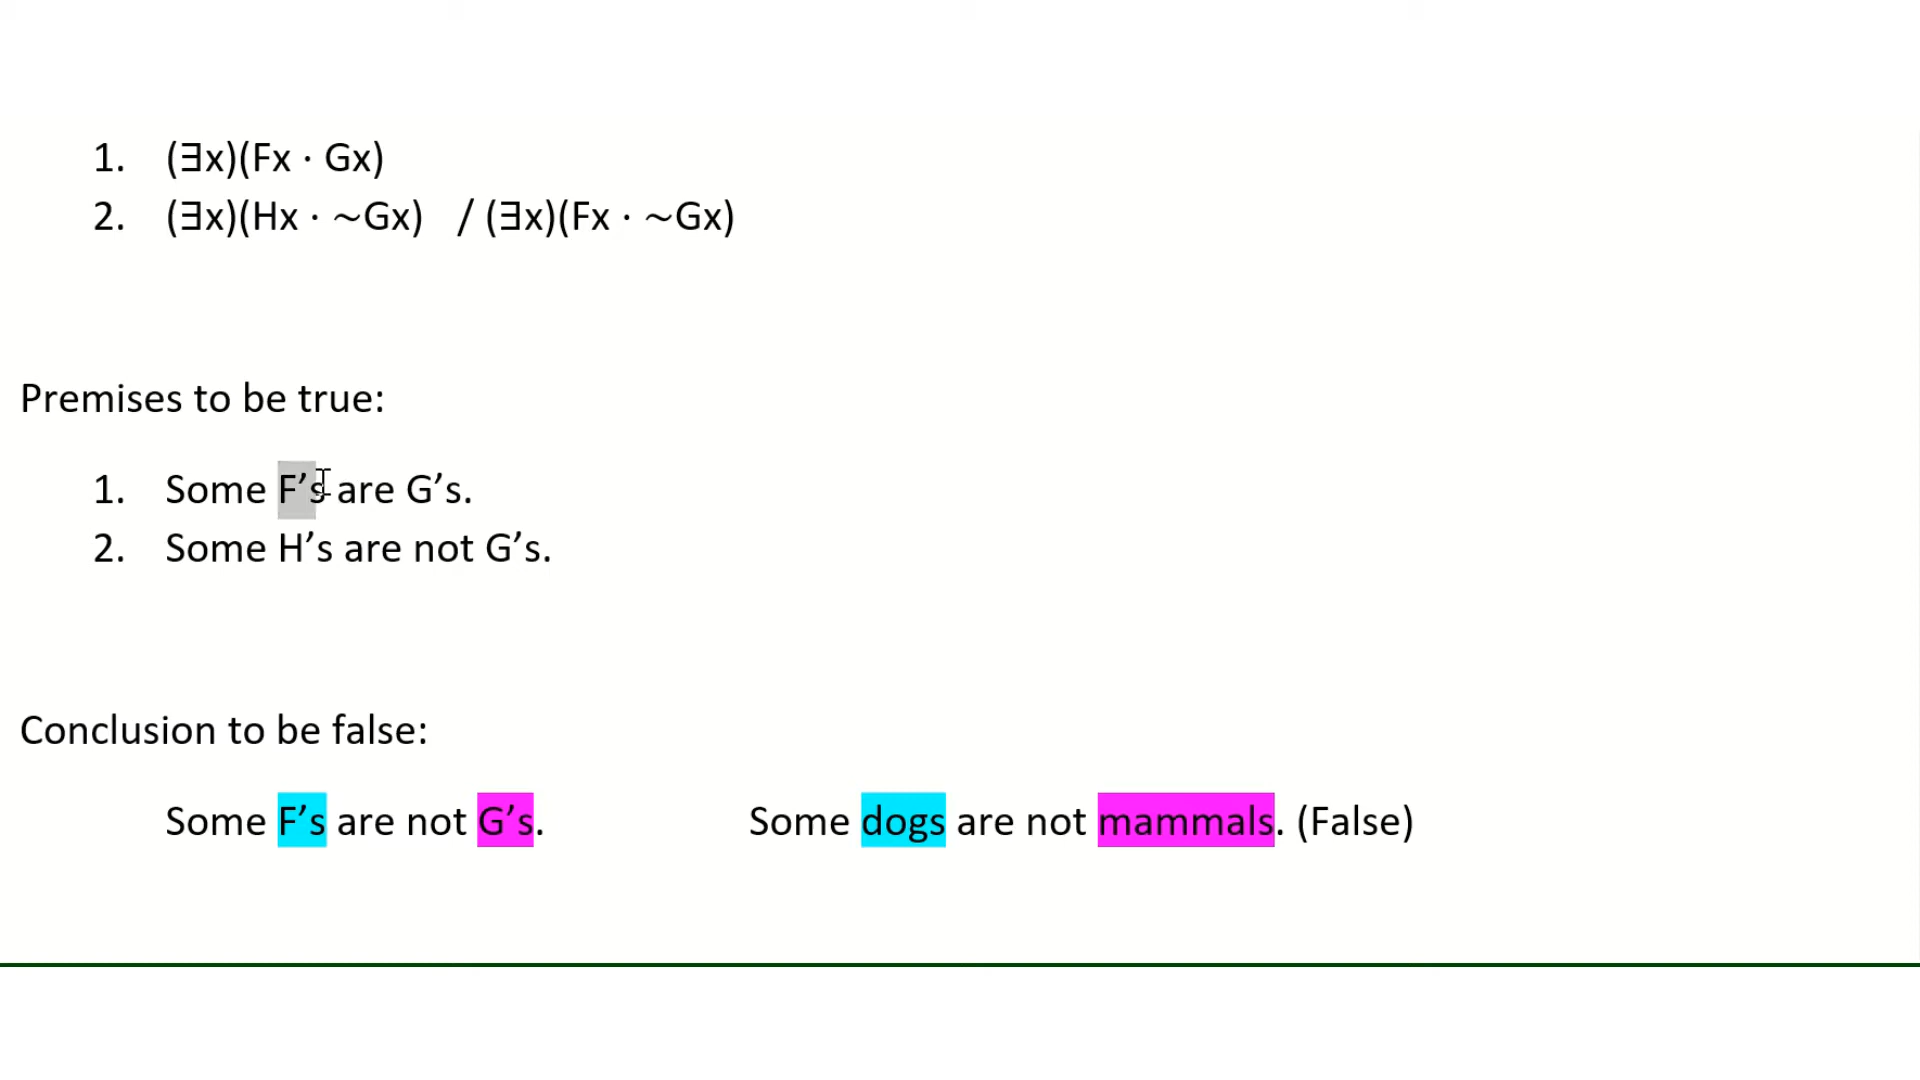 1. (∃x)(Fx · Gx)
2. (∃x)(Hx · ~Gx) / (∃x)(Fx · ~Gx)
Premises to be true:
1. Some F’s are G’s.
2. Some H’s are not G’s.
Conclusion to be false:
Some F’s are not G’s. Some dogs are not mammals. (False)